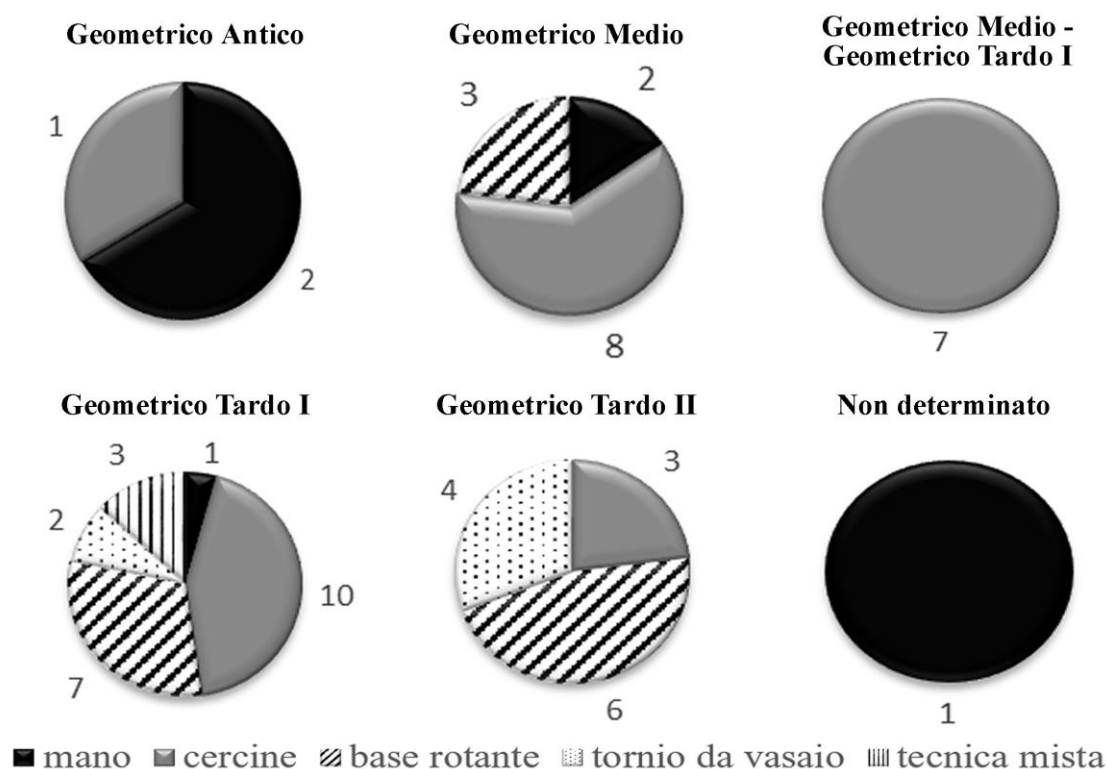 Geometrico Antico
1
2
Geometrico Medio
3
2
8
Geometrico Medio -
Geometrico Tardo I
7
Geometrico Tardo I
3
1
2
10
7
Geometrico Tardo II
4
3
6
Non determinato
1
mano cercine base rotante tornio da vasaio tecnica mista